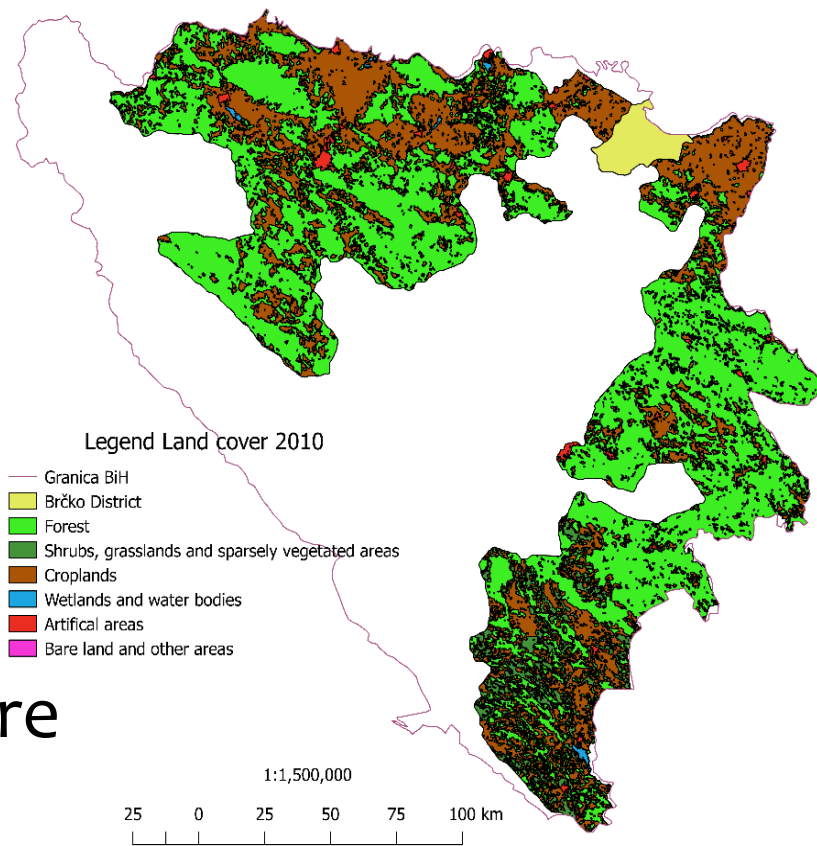 Legend Land cover 2010
Granica BiH
Brčko District
Forest
Shrubs, grasslands and sparsely vegetated areas
Croplands
Wetlands and water bodies
Artifical areas
Bare land and other areas
re
1:1,500,000
25 0 25 50 75 100 km